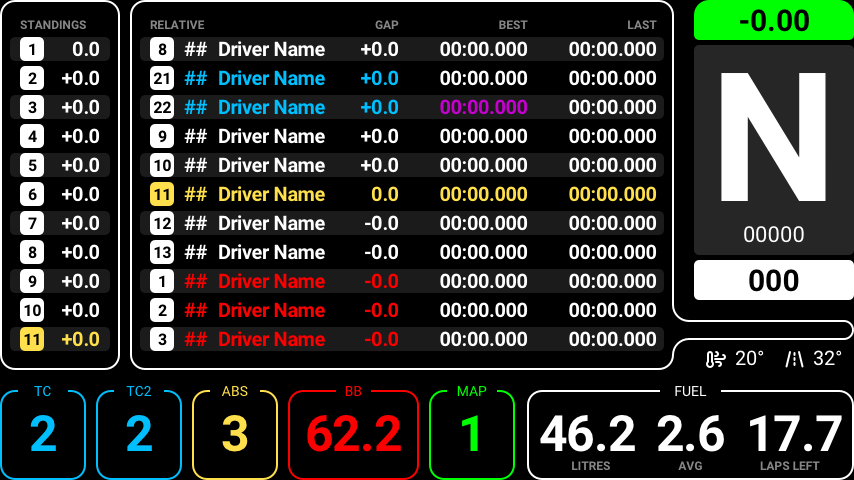 STANDINGS
1 0.0
2 +0.0
3 +0.0
4 +0.0
5 +0.0
6 +0.0
7 +0.0
8 +0.0
9 +0.0
10 +0.0
11 +0.0
RELATIVE GAP BEST LAST
8 ## Driver Name +0.0 00:00.000 00:00.000
21 ## Driver Name +0.0 00:00.000 00:00.000
22 ## Driver Name +0.0 00:00.000 00:00.000
9 ## Driver Name +0.0 00:00.000 00:00.000
10 ## Driver Name +0.0 00:00.000 00:00.000
11 ## Driver Name 0.0 00:00.000 00:00.000
12 ## Driver Name -0.0 00:00.000 00:00.000
13 ## Driver Name -0.0 00:00.000 00:00.000
1 ## Driver Name -0.0 00:00.000 00:00.000
2 ## Driver Name -0.0 00:00.000 00:00.000
3 ## Driver Name -0.0 00:00.000 00:00.000
-0.00
N
00000
000
20° 32°
TC
2
TC2
2
ABS
3
BB
62.2
MAP
1
FUEL
46.2 2.6 17.7
LITRES AVG LAPS LEFT